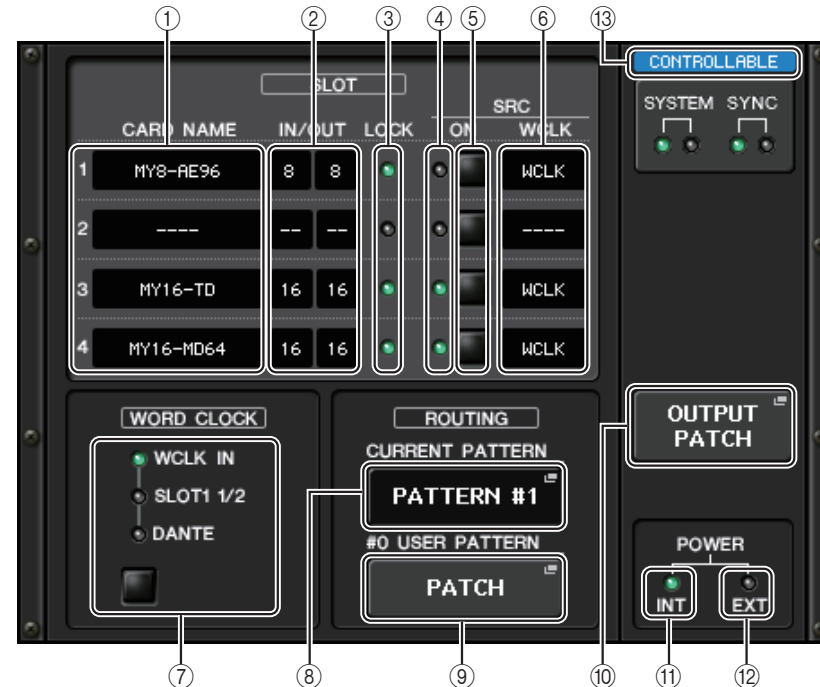 ① ② ③ ④ ⑤ ⑥ ⑬
CONTROLLABLE
SLOT
SRC
SYSTEM SYNC
CARD NAME IN/OUT LOCK ON WCLK
1 MY8-AE96 8 8 WCLK
2 ---- -- -- ----
3 MY16-TD 16 16 WCLK
4 MY16-MD64 16 16 WCLK
WORD CLOCK
WCLK IN
SLOT1 1/2
DANTE
ROUTING
CURRENT PATTERN
PATTERN #1
#0 USER PATTERN
PATCH
OUTPUT
PATCH
POWER
INT EXT
⑦ ⑧ ⑨ ⑩ ⑪ ⑫